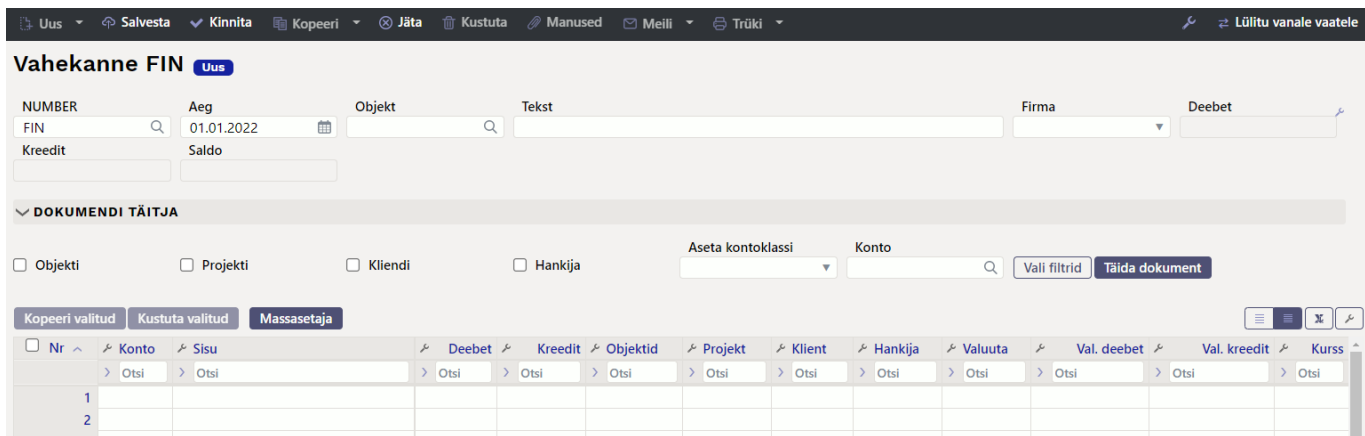 Uus Salvesta Kinnita Kopeeri Jäta Kustuta Manused Meili Trüki Lülitu vanale vaatele
Vahekanne FIN Uus
NUMBER Aeg Objekt Tekst Firma Deebet
FIN 01.01.2022
Kreedit Saldo
DOKUMENDI TÄITJA
Aseta kontoklassi Konto
Objekti Projekti Kliendi Hankija Vali filtrid Täida dokument
Kopeeri valitud Kustuta valitud Massasetaja
Nr Konto Sisu Deebet Kreedit Objektid Projekt Klient Hankija Valuuta Val. deebet Val. kreedit Kurss
Otsi Otsi Otsi Otsi Otsi Otsi Otsi Otsi Otsi Otsi Otsi Otsi
1
2